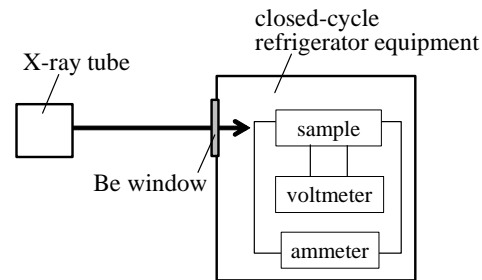 closed-cycle
refrigerator equipment
X-ray tube
sample
Be window
voltmeter
ammeter